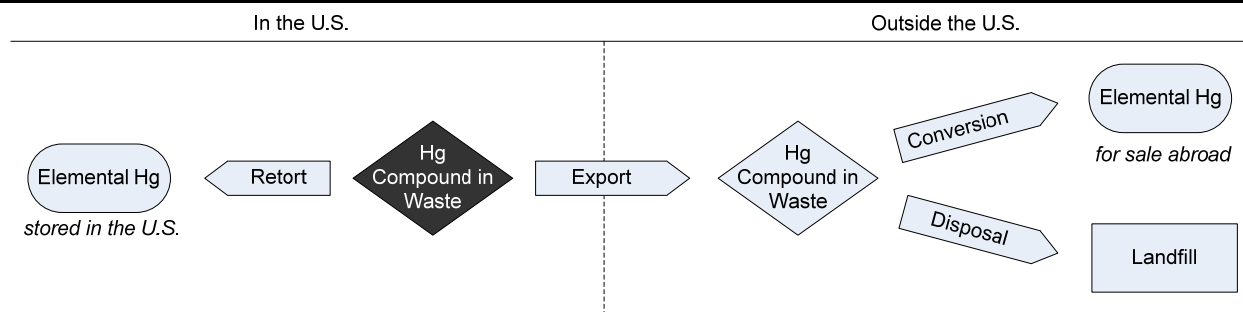 In the U.S.
Outside the U.S.
Elemental Hg
stored in the U.S.
Retort
Hg
Compound in
Waste
Export
Hg
Compound in
Waste
Conversion
Elemental Hg
for sale abroad
Disposal
Landfill